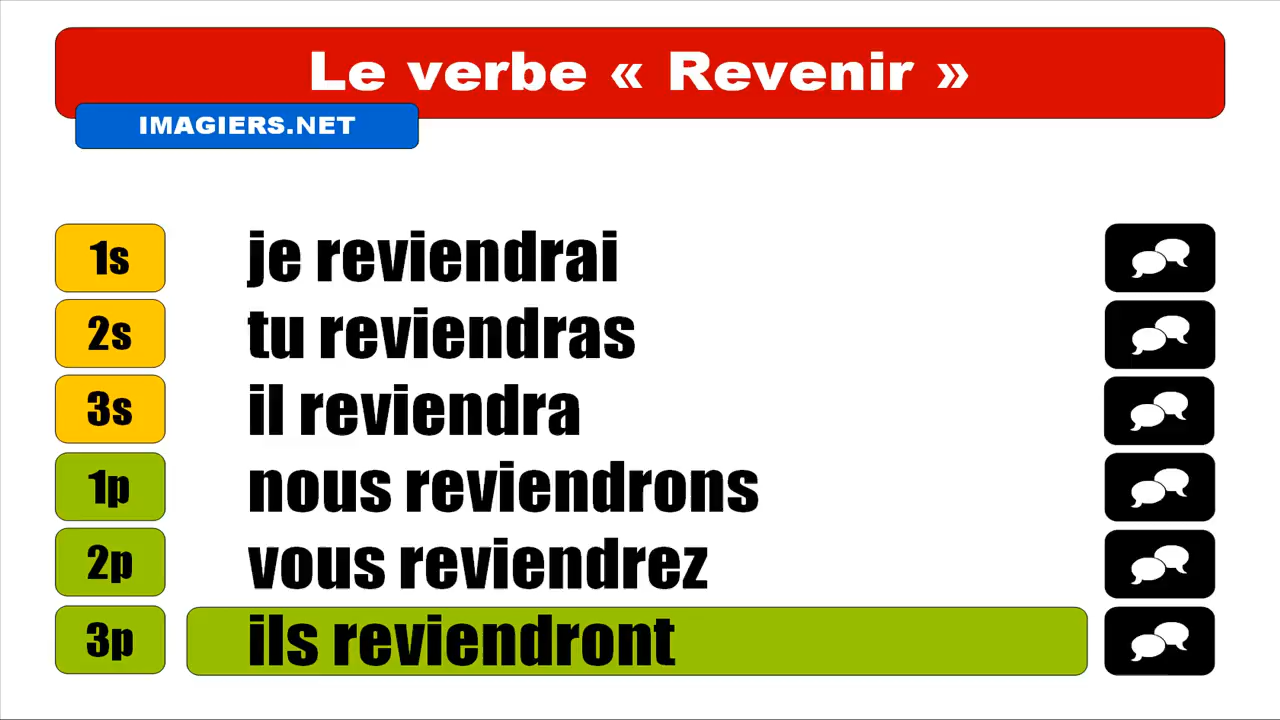 Le verbe « Revenir »
IMAGIERS.NET
1s je reviendrai
2s tu reviendras
3s il reviendra
1p nous reviendrons
2p vous reviendrez
3p ils reviendront